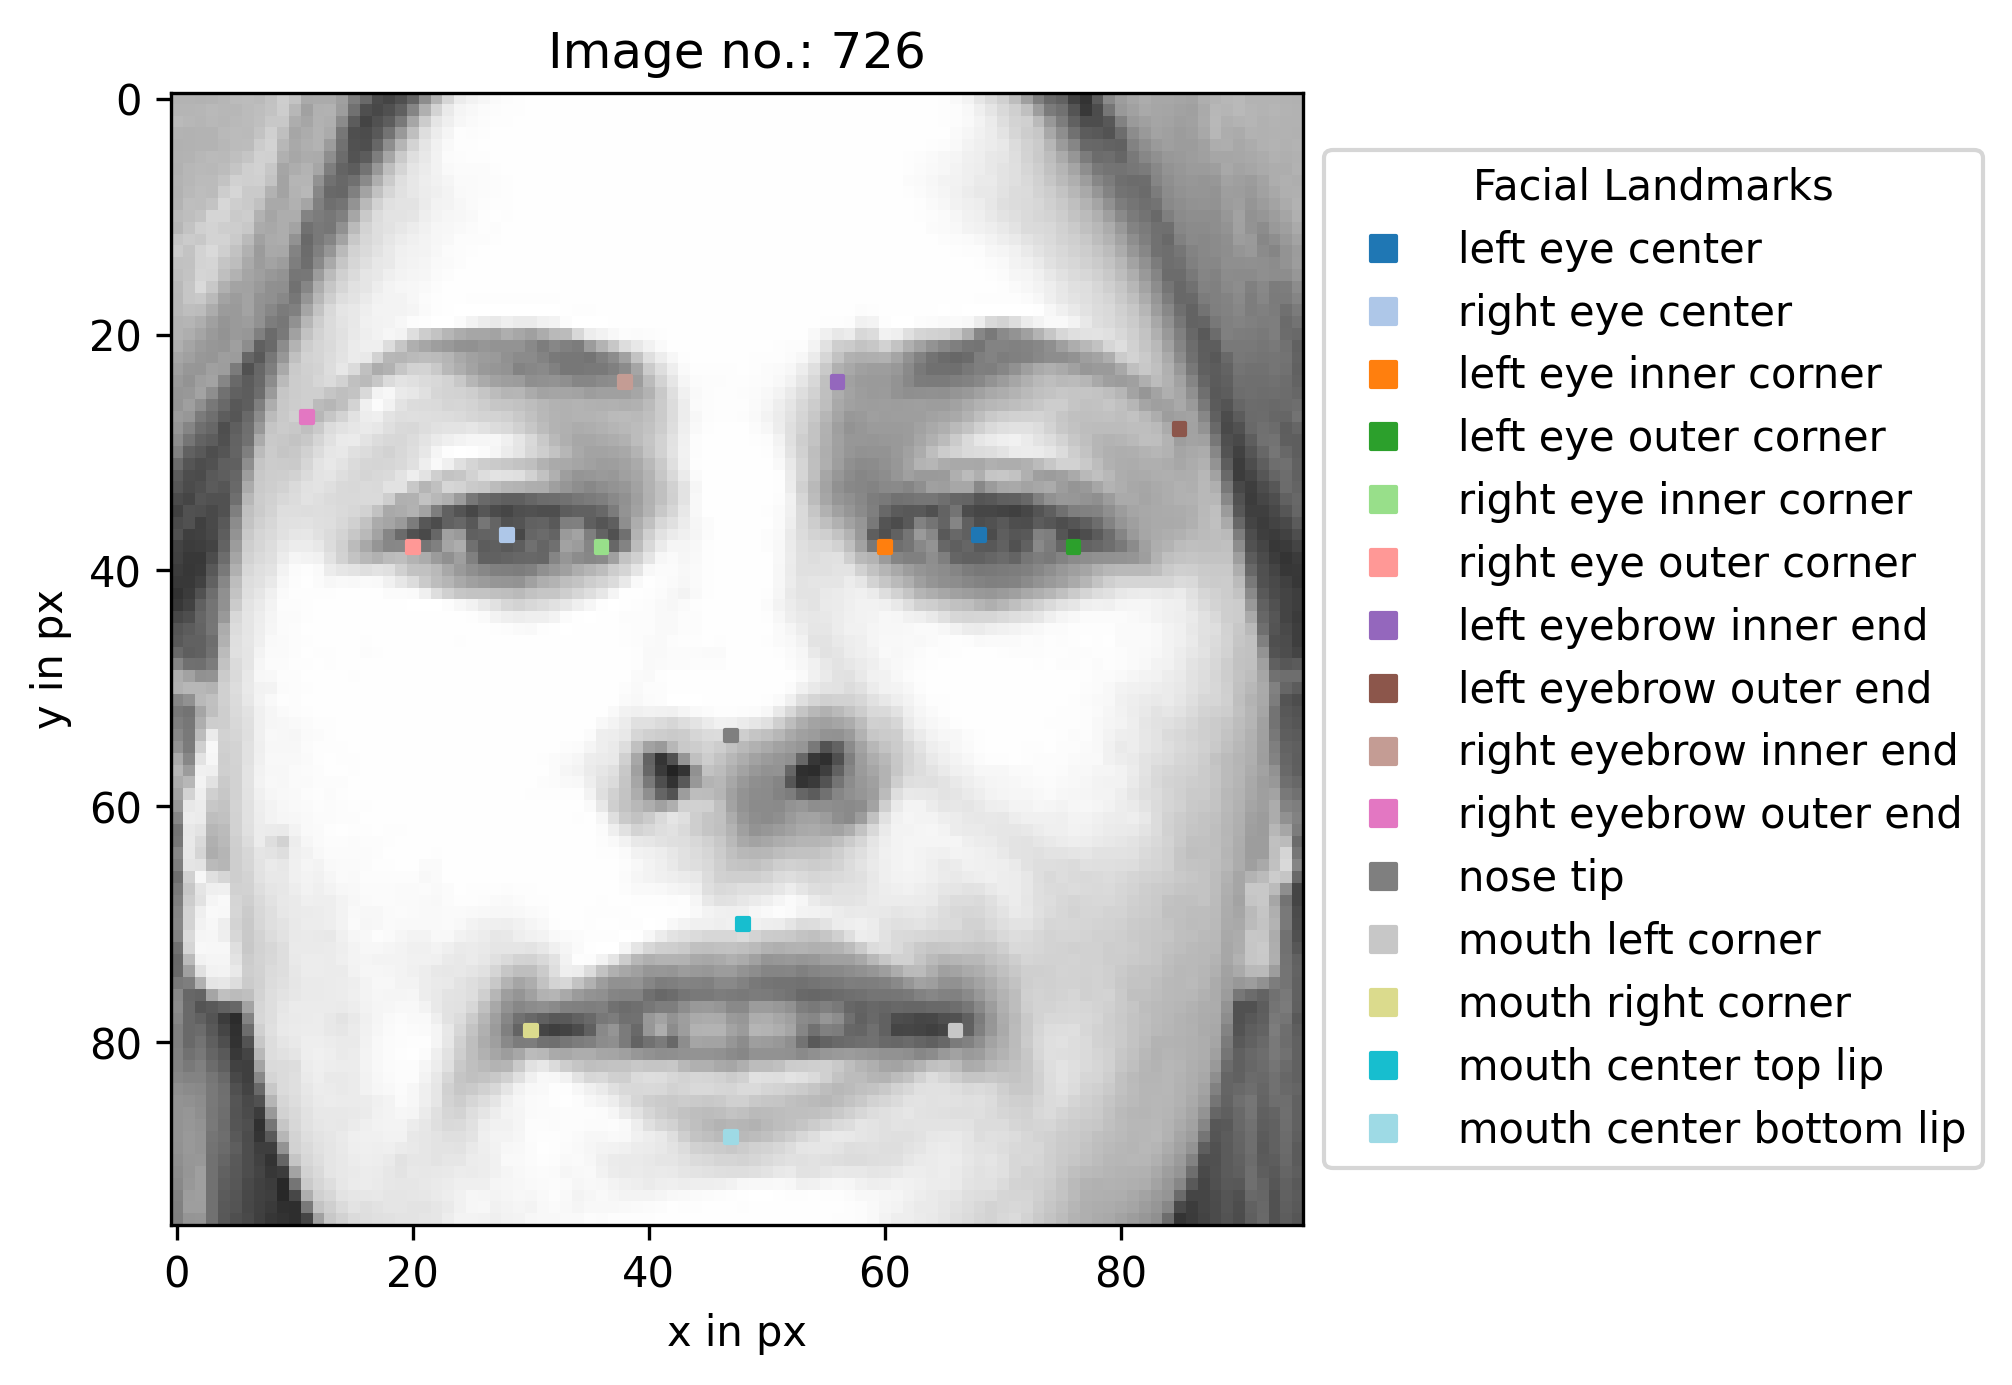 Image no.: 726
0
20
40
60
80
y in px
0 20 40 60 80
x in px
Facial Landmarks
left eye center
right eye center
left eye inner corner
left eye outer corner
right eye inner corner
right eye outer corner
left eyebrow inner end
left eyebrow outer end
right eyebrow inner end
right eyebrow outer end
nose tip
mouth left corner
mouth right corner
mouth center top lip
mouth center bottom lip